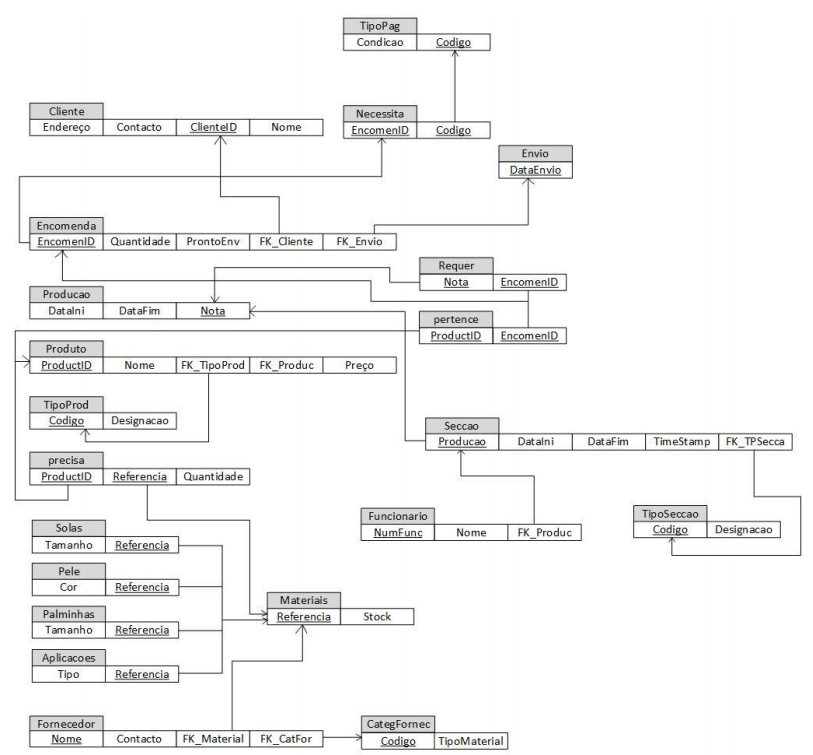 TipoPag
Condicao Codigo
Cliente
Endereço Contacto ClienteID Nome
Necessita
EncomenID Codigo
Envio
DataEnvio
Encomenda
EncomenID Quantidade ProntoEnv FK_Cliente FK_Envio
Requer
Nota EncomenID
Producao
DataIni DataFim Nota
pertence
ProductID EncomenID
Produto
ProductID Nome FK_TipoProd FK_Produc Preço
TipoProd
Codigo Designacao
Seccao
Producao DataIni DataFim TimeStamp FK_TPSecca
precisa
ProductID Referencia Quantidade
Funcionario
NumFunc Nome FK_Produc
TipoSeccao
Codigo Designacao
Solas
Tamanho Referencia
Pele
Cor Referencia
Materiais
Referencia Stock
Palminhas
Tamanho Referencia
Aplicacoes
Tipo Referencia
Fornecedor
Nome Contacto FK_Material FK_CatFor
CategFornec
Codigo TipoMaterial